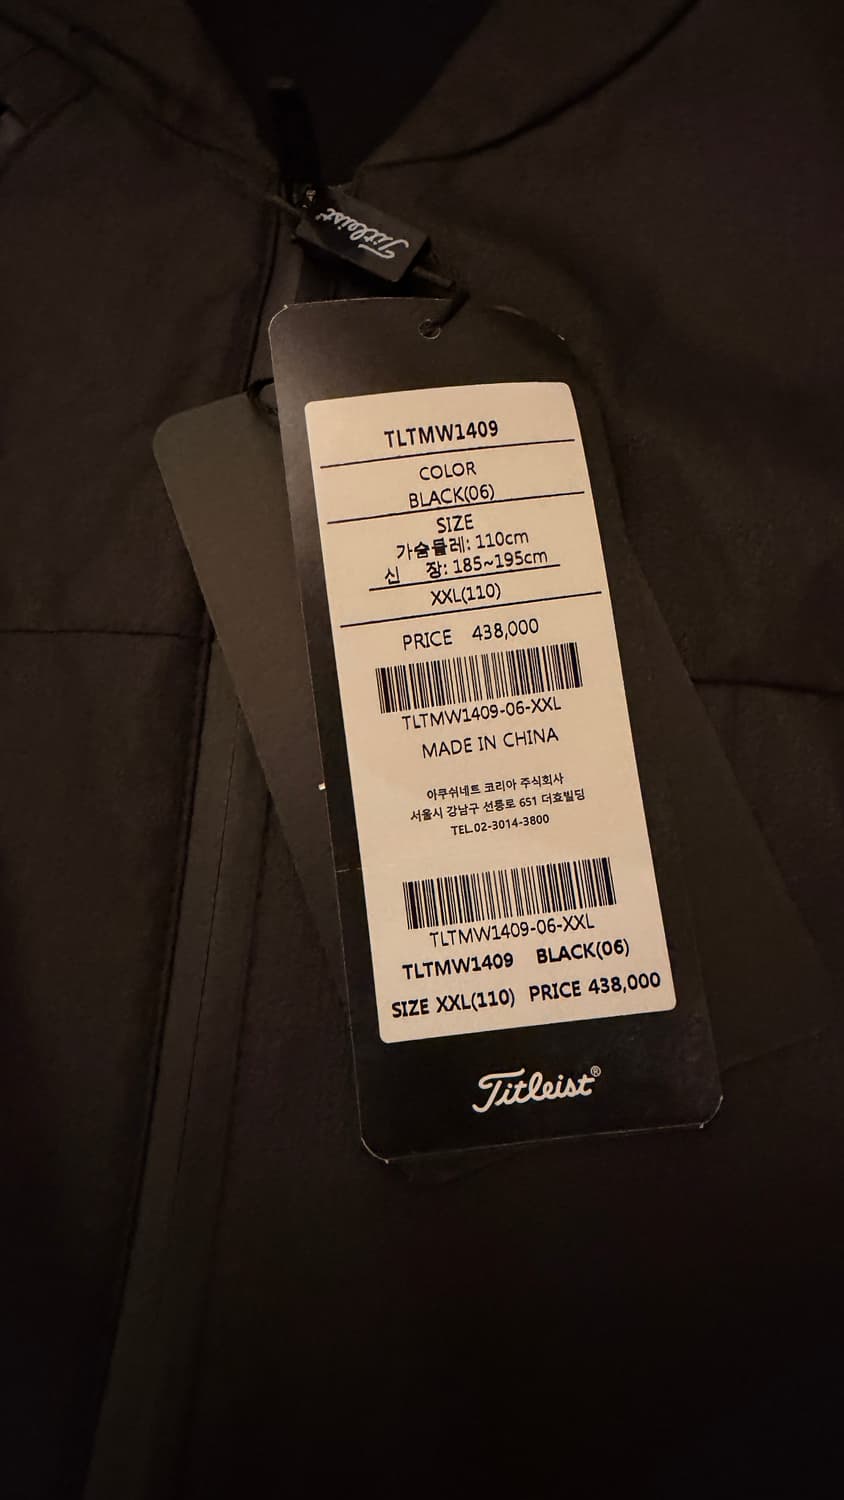 Titleist
TLTMW1409
COLOR
BLACK(06)
SIZE
가슴둘레: 110cm
신 장: 185~195cm
XXL(110)
PRICE 438,000
TLTMW1409-06-XXL
MADE IN CHINA
아쿠쉬네트 코리아 주식회사
서울시 강남구 선릉로 651 더효빌딩
TEL.02-3014-3800
TLTMW1409-06-XXL
TLTMW1409 BLACK(06)
SIZE XXL(110) PRICE 438,000
Titleist®